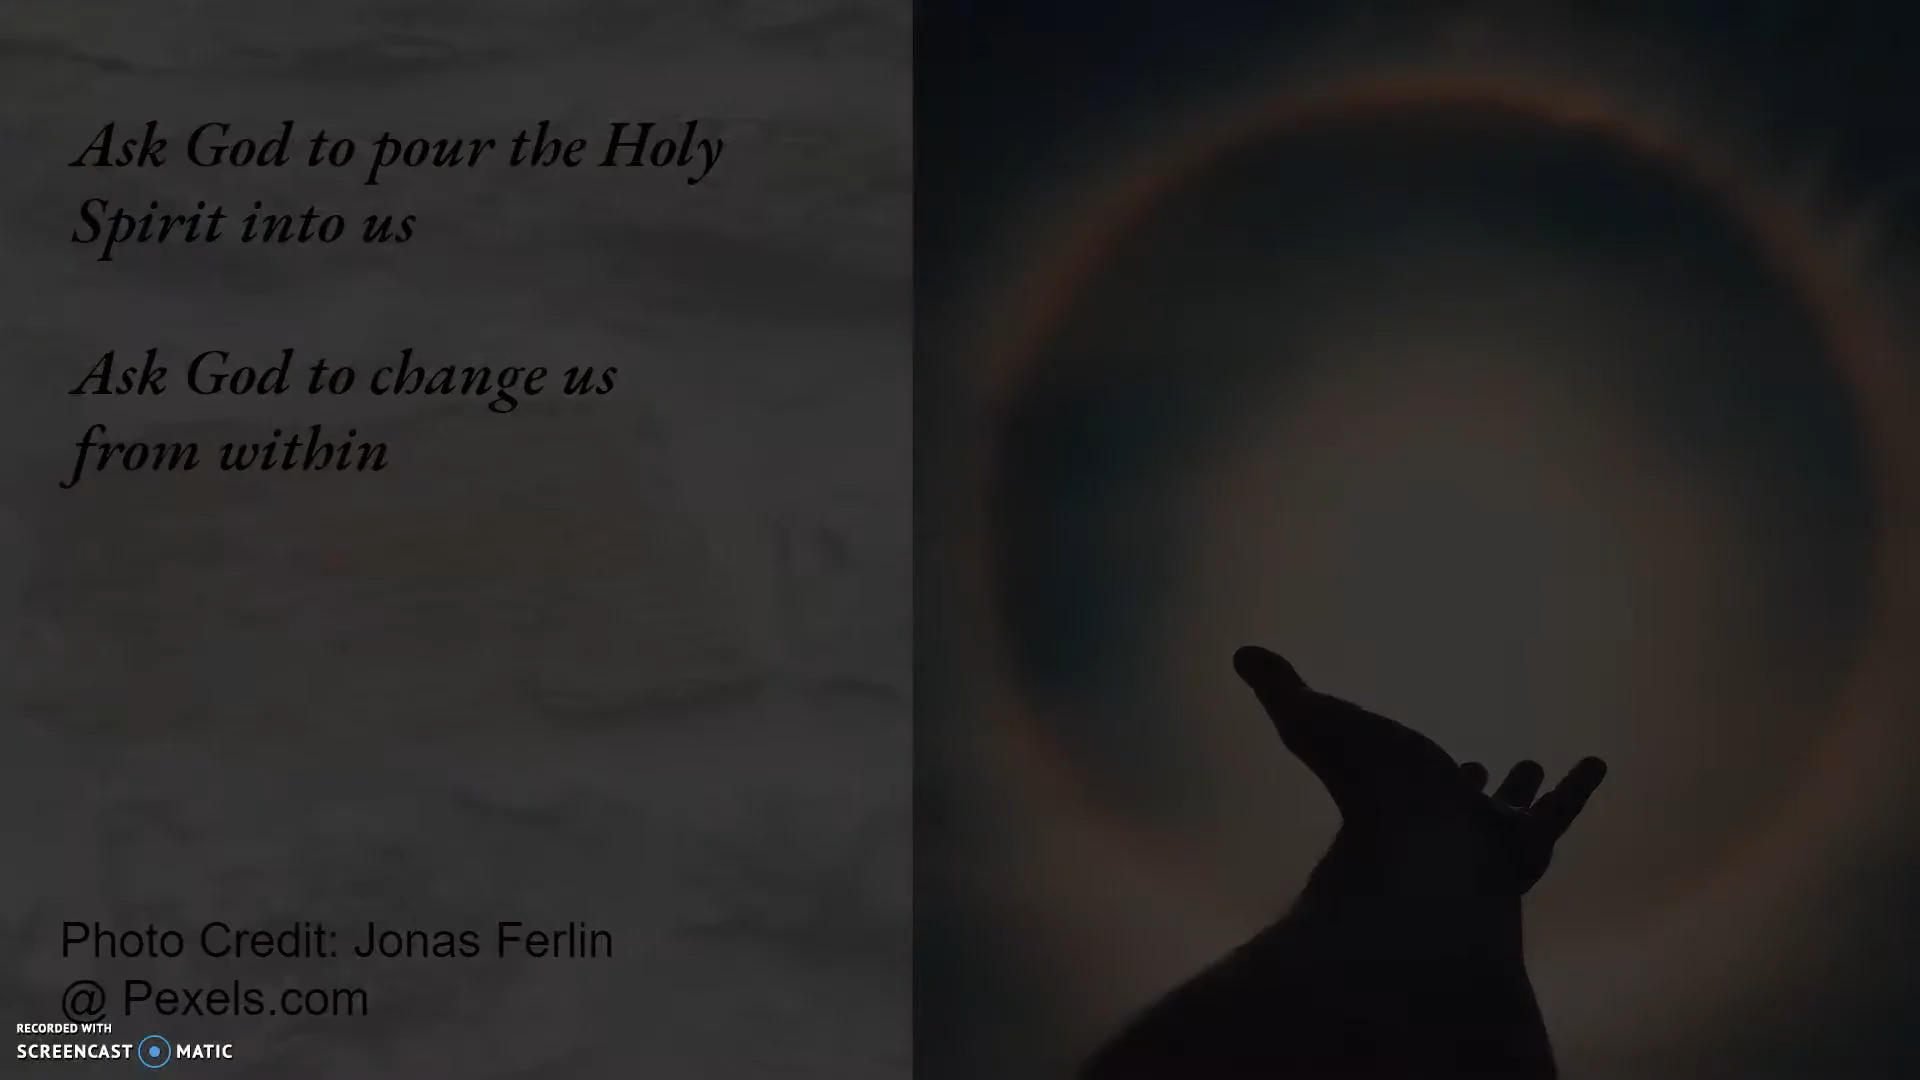 Ask God to pour the Holy
Spirit into us
Ask God to change us
from within
Photo Credit: Jonas Ferlin
@ Pexels.com
RECORDED WITH
SCREENCAST MATIC